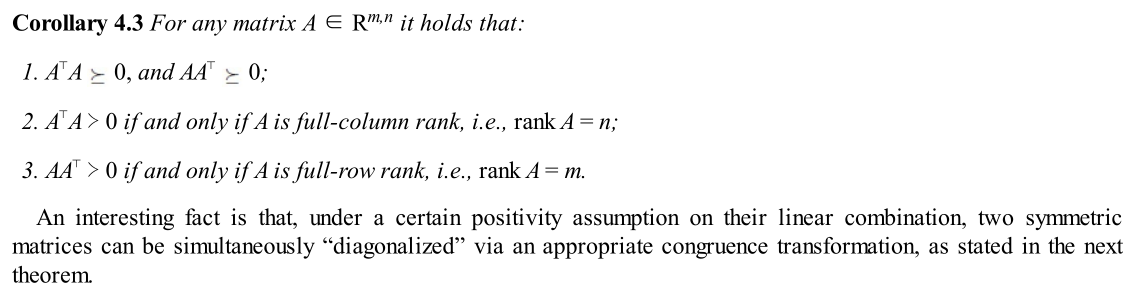 Corollary 4.3 For any matrix A ∈ R^{m,n} it holds that:
1. A^⊤A ⪰ 0, and AA^⊤ ⪰ 0;
2. A^⊤A > 0 if and only if A is full-column rank, i.e., rank A = n;
3. AA^⊤ > 0 if and only if A is full-row rank, i.e., rank A = m.
An interesting fact is that, under a certain positivity assumption on their linear combination, two symmetric
matrices can be simultaneously “diagonalized” via an appropriate congruence transformation, as stated in the next
theorem.